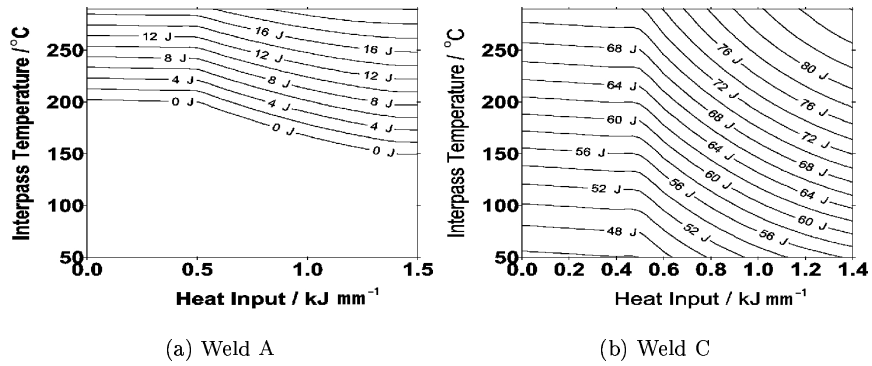 Interpass Temperature /°C
250
200
150
100
50
12 J
8 J
4 J
0 J
16 J
12 J
8 J
4 J
0 J
16 J
12 J
8 J
4 J
0 J
0.0
0.5
1.0
1.5
Heat Input / kJ mm⁻¹
(a) Weld A
Interpass Temperature / °C
250
200
150
100
50
68 J
64 J
60 J
56 J
52 J
48 J
76 J
72 J
68 J
64 J
60 J
56 J
52 J
80 J
76 J
72 J
68 J
64 J
60 J
56 J
0.0
0.2
0.4
0.6
0.8
1.0
1.2
1.4
Heat Input / kJ mm⁻¹
(b) Weld C